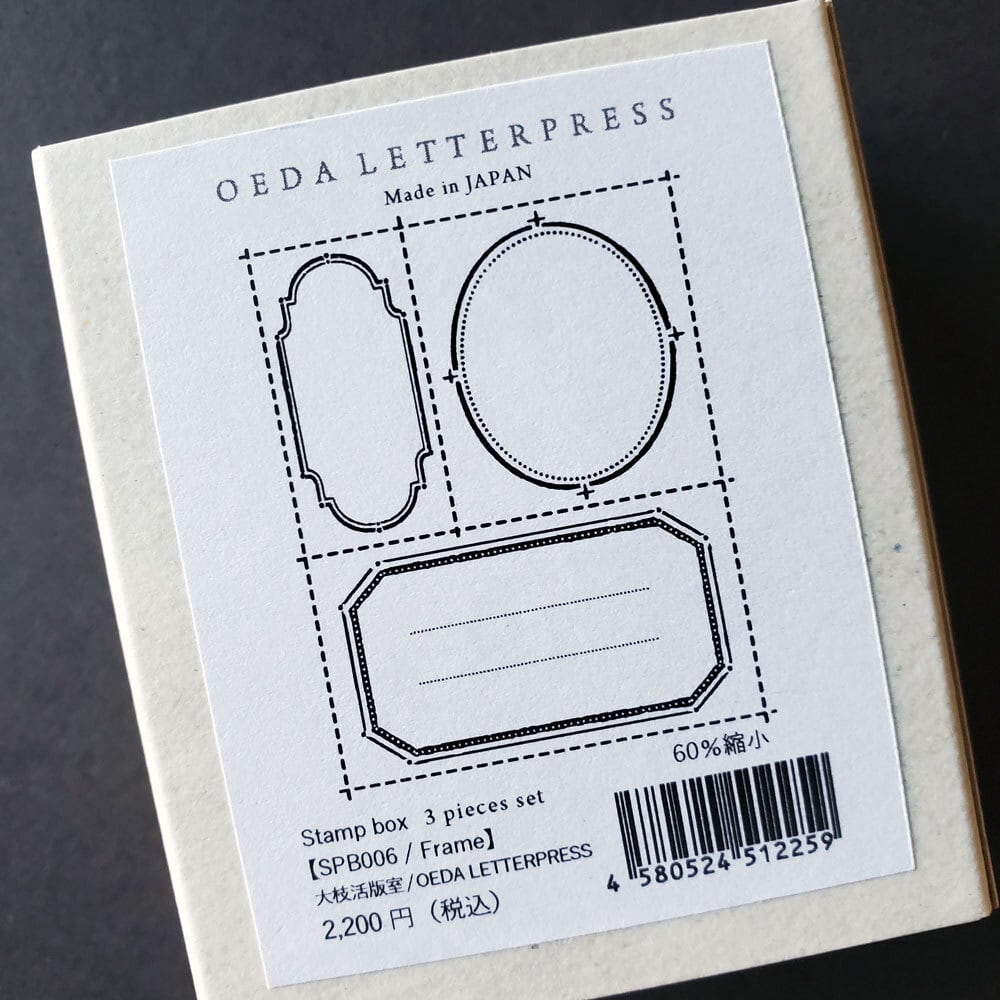 OEDA LETTERPRESS
Made in JAPAN
60%縮小
Stamp box 3 pieces set
【SPB006 / Frame】
大枝活版室/OEDA LETTERPRESS
2,200 円（税込）
4 580524 512259